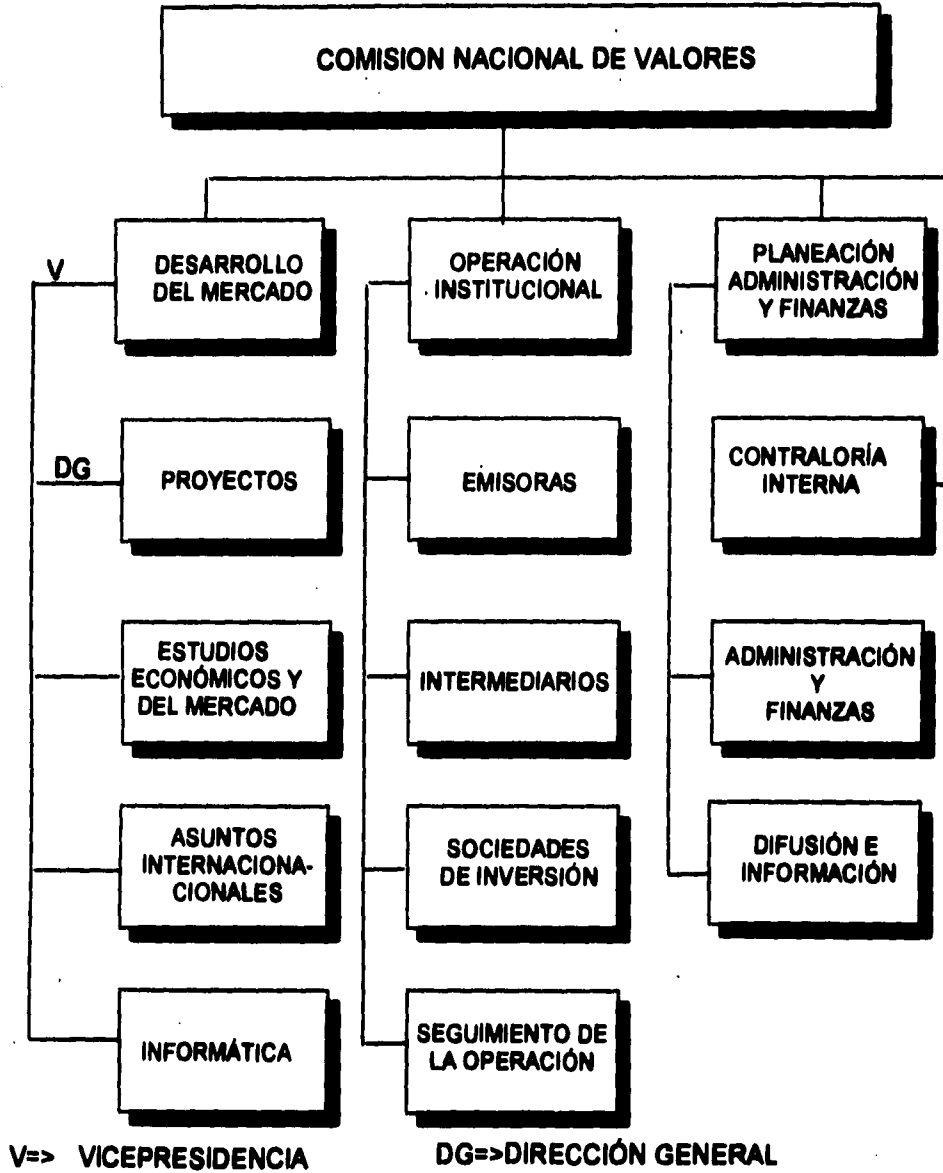 COMISION NACIONAL DE VALORES
V
DESARROLLO
DEL MERCADO
OPERACIÓN
INSTITUCIONAL
PLANEACIÓN
ADMINISTRACIÓN
Y FINANZAS
DG
PROYECTOS
EMISORAS
CONTRALORÍA
INTERNA
ESTUDIOS
ECONÓMICOS Y
DEL MERCADO
INTERMEDIARIOS
ADMINISTRACIÓN
Y
FINANZAS
ASUNTOS
INTERNACIONA-
CIONALES
SOCIEDADES
DE INVERSIÓN
DIFUSIÓN E
INFORMACIÓN
INFORMÁTICA
SEGUIMIENTO DE
LA OPERACIÓN
V=> VICEPRESIDENCIA
DG=>DIRECCIÓN GENERAL